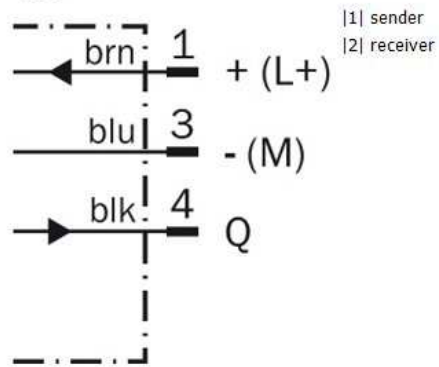 |1| sender
|2| receiver
brn 1 + (L+)
blu 3 - (M)
blk 4 Q